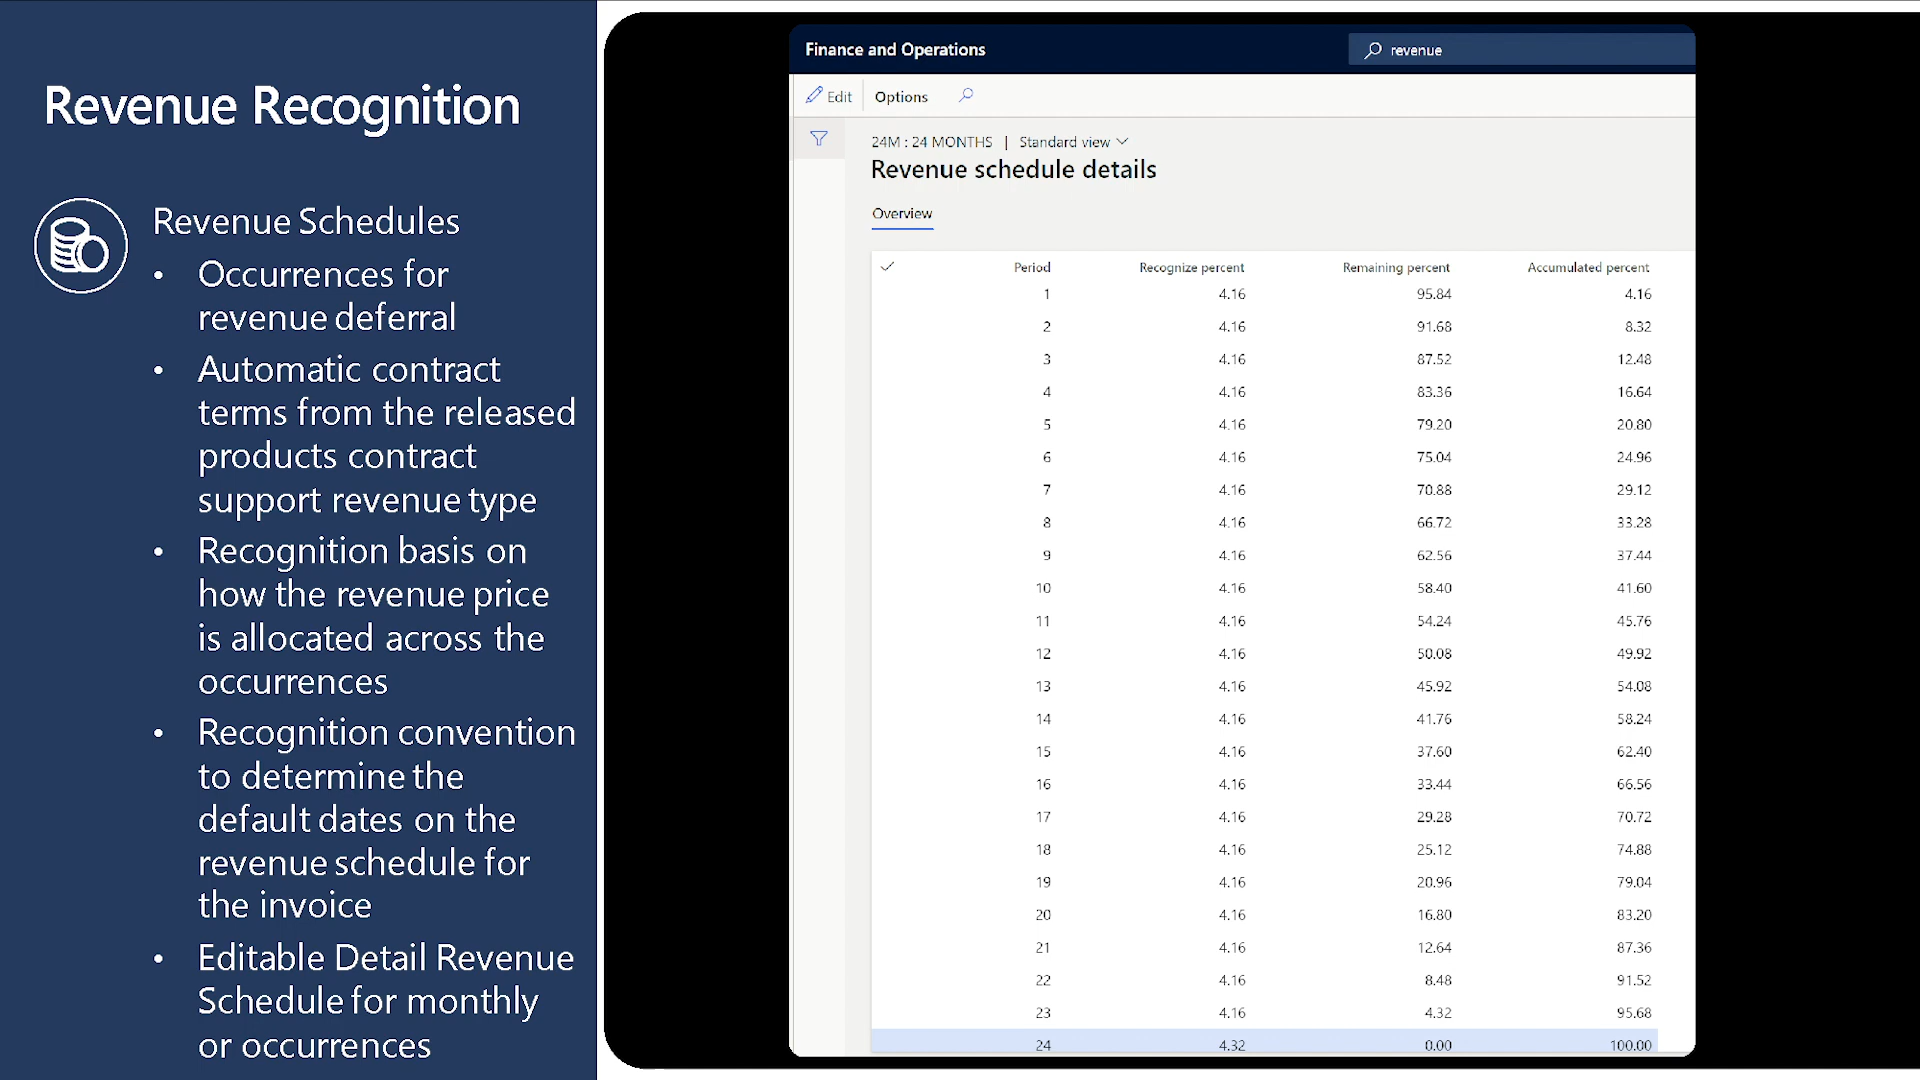 Revenue Recognition
Revenue Schedules
• Occurrences for
revenue deferral
• Automatic contract
terms from the released
products contract
support revenue type
• Recognition basis on
how the revenue price
is allocated across the
occurrences
• Recognition convention
to determine the
default dates on the
revenue schedule for
the invoice
• Editable Detail Revenue
Schedule for monthly
or occurrences
Finance and Operations
revenue
Edit Options
24M : 24 MONTHS | Standard view
Revenue schedule details
Overview
Period Recognize percent Remaining percent Accumulated percent
1 4.16 95.84 4.16
2 4.16 91.68 8.32
3 4.16 87.52 12.48
4 4.16 83.36 16.64
5 4.16 79.20 20.80
6 4.16 75.04 24.96
7 4.16 70.88 29.12
8 4.16 66.72 33.28
9 4.16 62.56 37.44
10 4.16 58.40 41.60
11 4.16 54.24 45.76
12 4.16 50.08 49.92
13 4.16 45.92 54.08
14 4.16 41.76 58.24
15 4.16 37.60 62.40
16 4.16 33.44 66.56
17 4.16 29.28 70.72
18 4.16 25.12 74.88
19 4.16 20.96 79.04
20 4.16 16.80 83.20
21 4.16 12.64 87.36
22 4.16 8.48 91.52
23 4.16 4.32 95.68
24 4.32 0.00 100.00